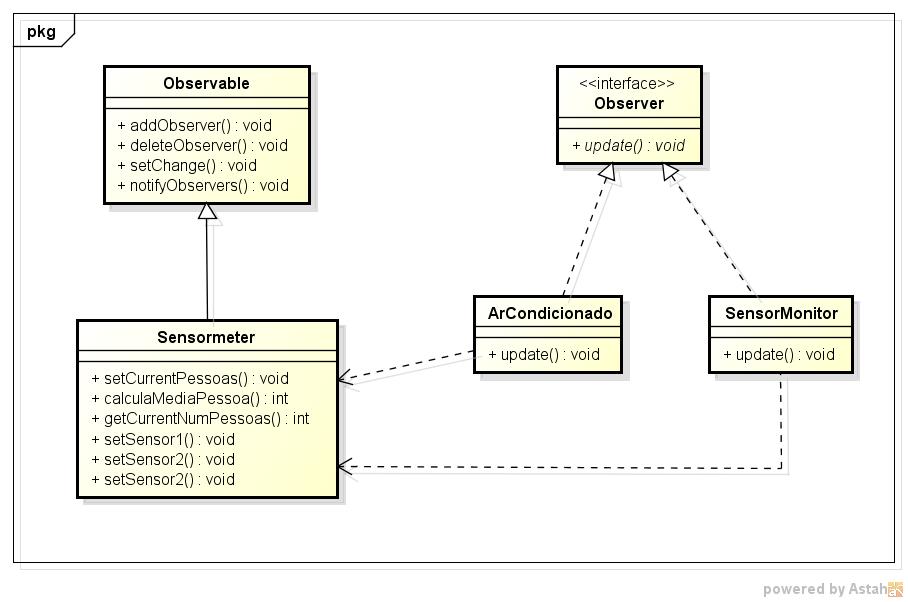 pkg
Observable
+ addObserver() : void
+ deleteObserver() : void
+ setChange() : void
+ notifyObservers() : void
<<interface>>
Observer
+ update() : void
Sensormeter
+ setCurrentPessoas() : void
+ calculaMediaPessoa() : int
+ getCurrentNumPessoas() : int
+ setSensor1() : void
+ setSensor2() : void
+ setSensor2() : void
ArCondicionado
+ update() : void
SensorMonitor
+ update() : void
powered by Astah